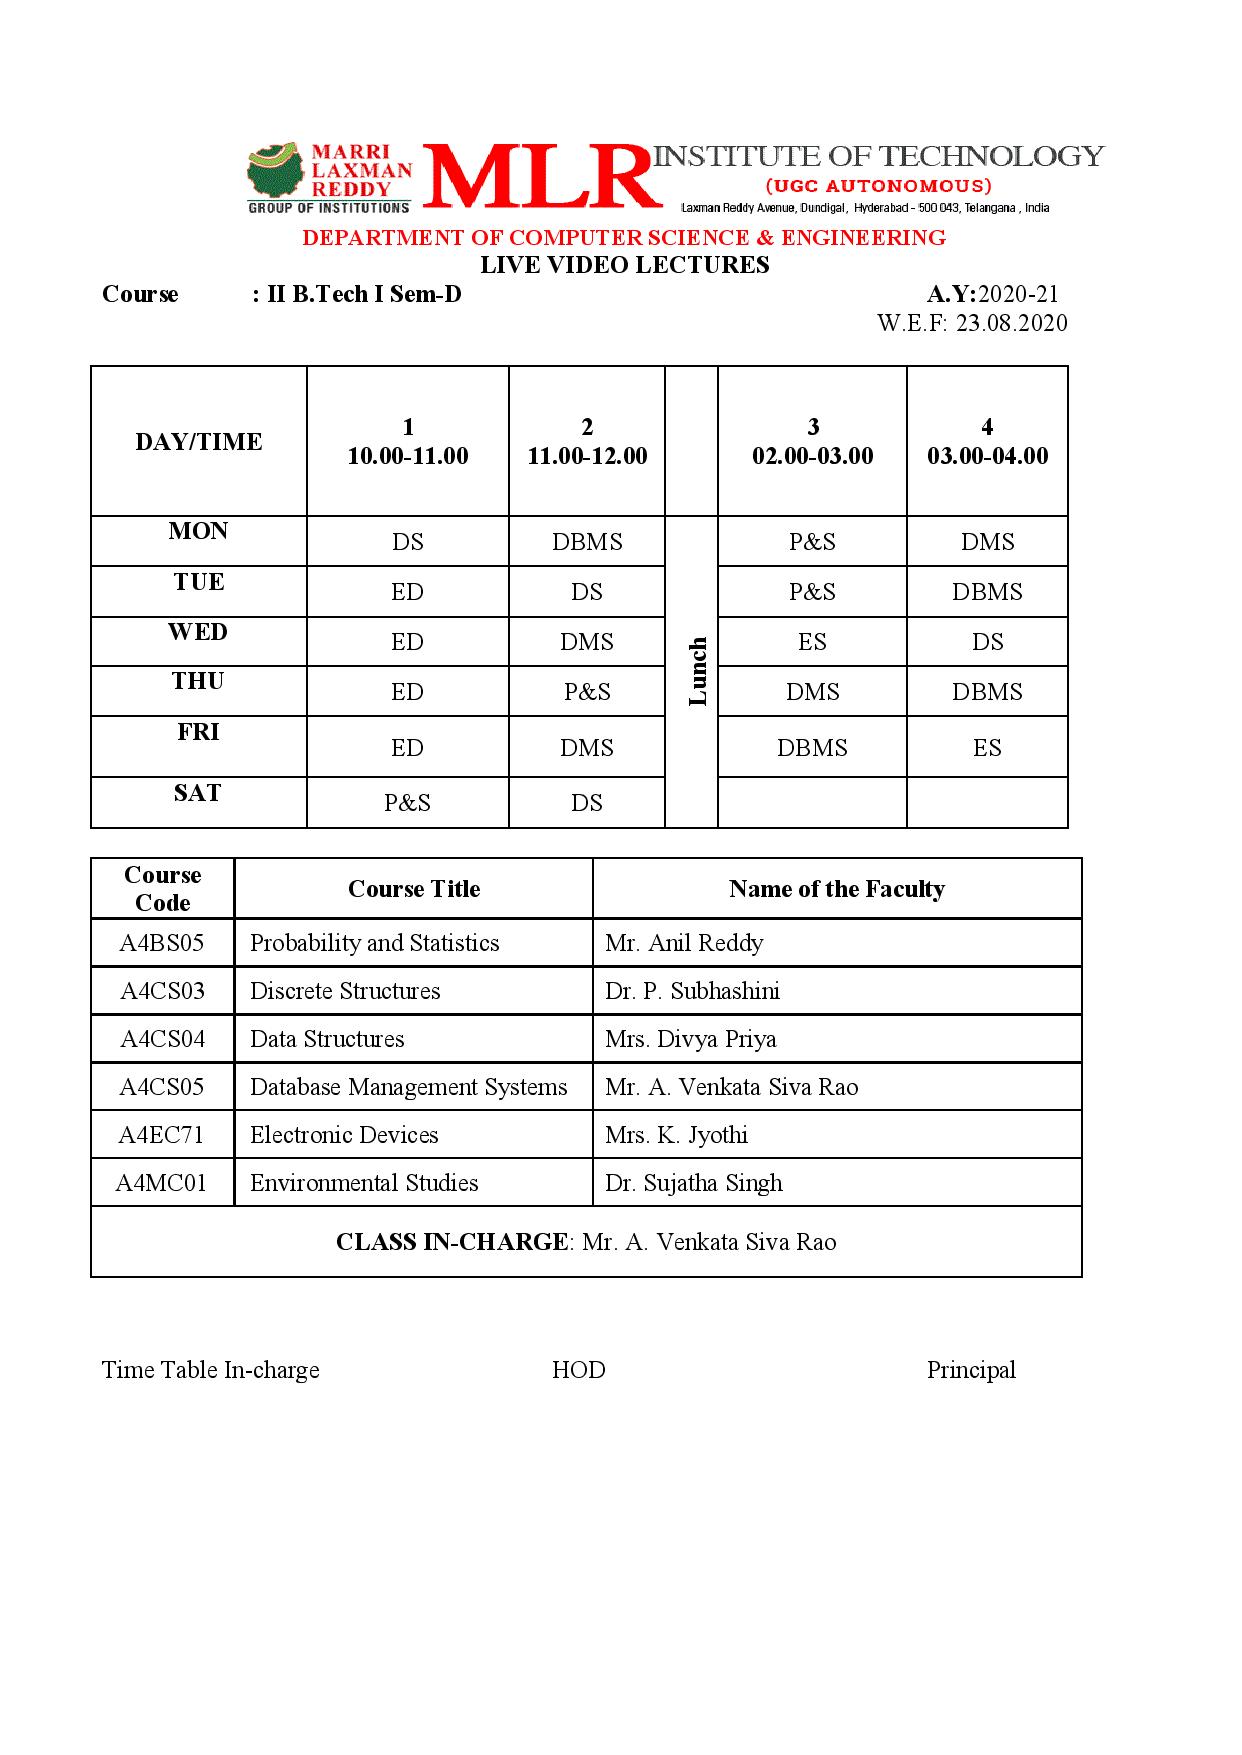 MARRI
LAXMAN
REDDY
GROUP OF INSTITUTIONS
MLR INSTITUTE OF TECHNOLOGY
(UGC AUTONOMOUS)
Laxman Reddy Avenue, Dundigal, Hyderabad - 500 043, Telangana , India
DEPARTMENT OF COMPUTER SCIENCE & ENGINEERING
LIVE VIDEO LECTURES
Course : II B.Tech I Sem-D A.Y:2020-21
W.E.F: 23.08.2020
DAY/TIME 1 10.00-11.00 2 11.00-12.00 3 02.00-03.00 4 03.00-04.00
MON DS DBMS P&S DMS
TUE ED DS P&S DBMS
WED ED DMS ES DS
Lunch
THU ED P&S DMS DBMS
FRI ED DMS DBMS ES
SAT P&S DS
Course Code Course Title Name of the Faculty
A4BS05 Probability and Statistics Mr. Anil Reddy
A4CS03 Discrete Structures Dr. P. Subhashini
A4CS04 Data Structures Mrs. Divya Priya
A4CS05 Database Management Systems Mr. A. Venkata Siva Rao
A4EC71 Electronic Devices Mrs. K. Jyothi
A4MC01 Environmental Studies Dr. Sujatha Singh
CLASS IN-CHARGE: Mr. A. Venkata Siva Rao
Time Table In-charge HOD Principal